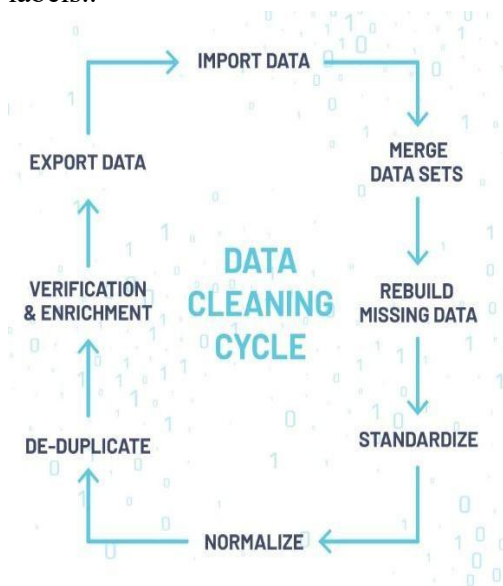 labels..
IMPORT DATA
MERGE
DATA SETS
REBUILD
MISSING DATA
STANDARDIZE
NORMALIZE
DE-DUPLICATE
VERIFICATION
& ENRICHMENT
EXPORT DATA
DATA
CLEANING
CYCLE